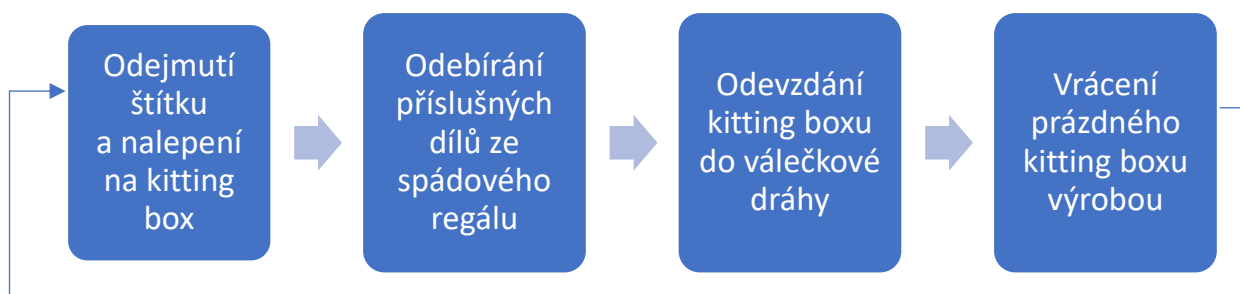 Odejmutí
štítku
a nalepení
na kitting
box
Odebírání
příslušných
dílů ze
spádového
regálu
Odevzdání
kitting boxu
do válečkové
dráhy
Vrácení
prázdného
kitting boxu
výrobou